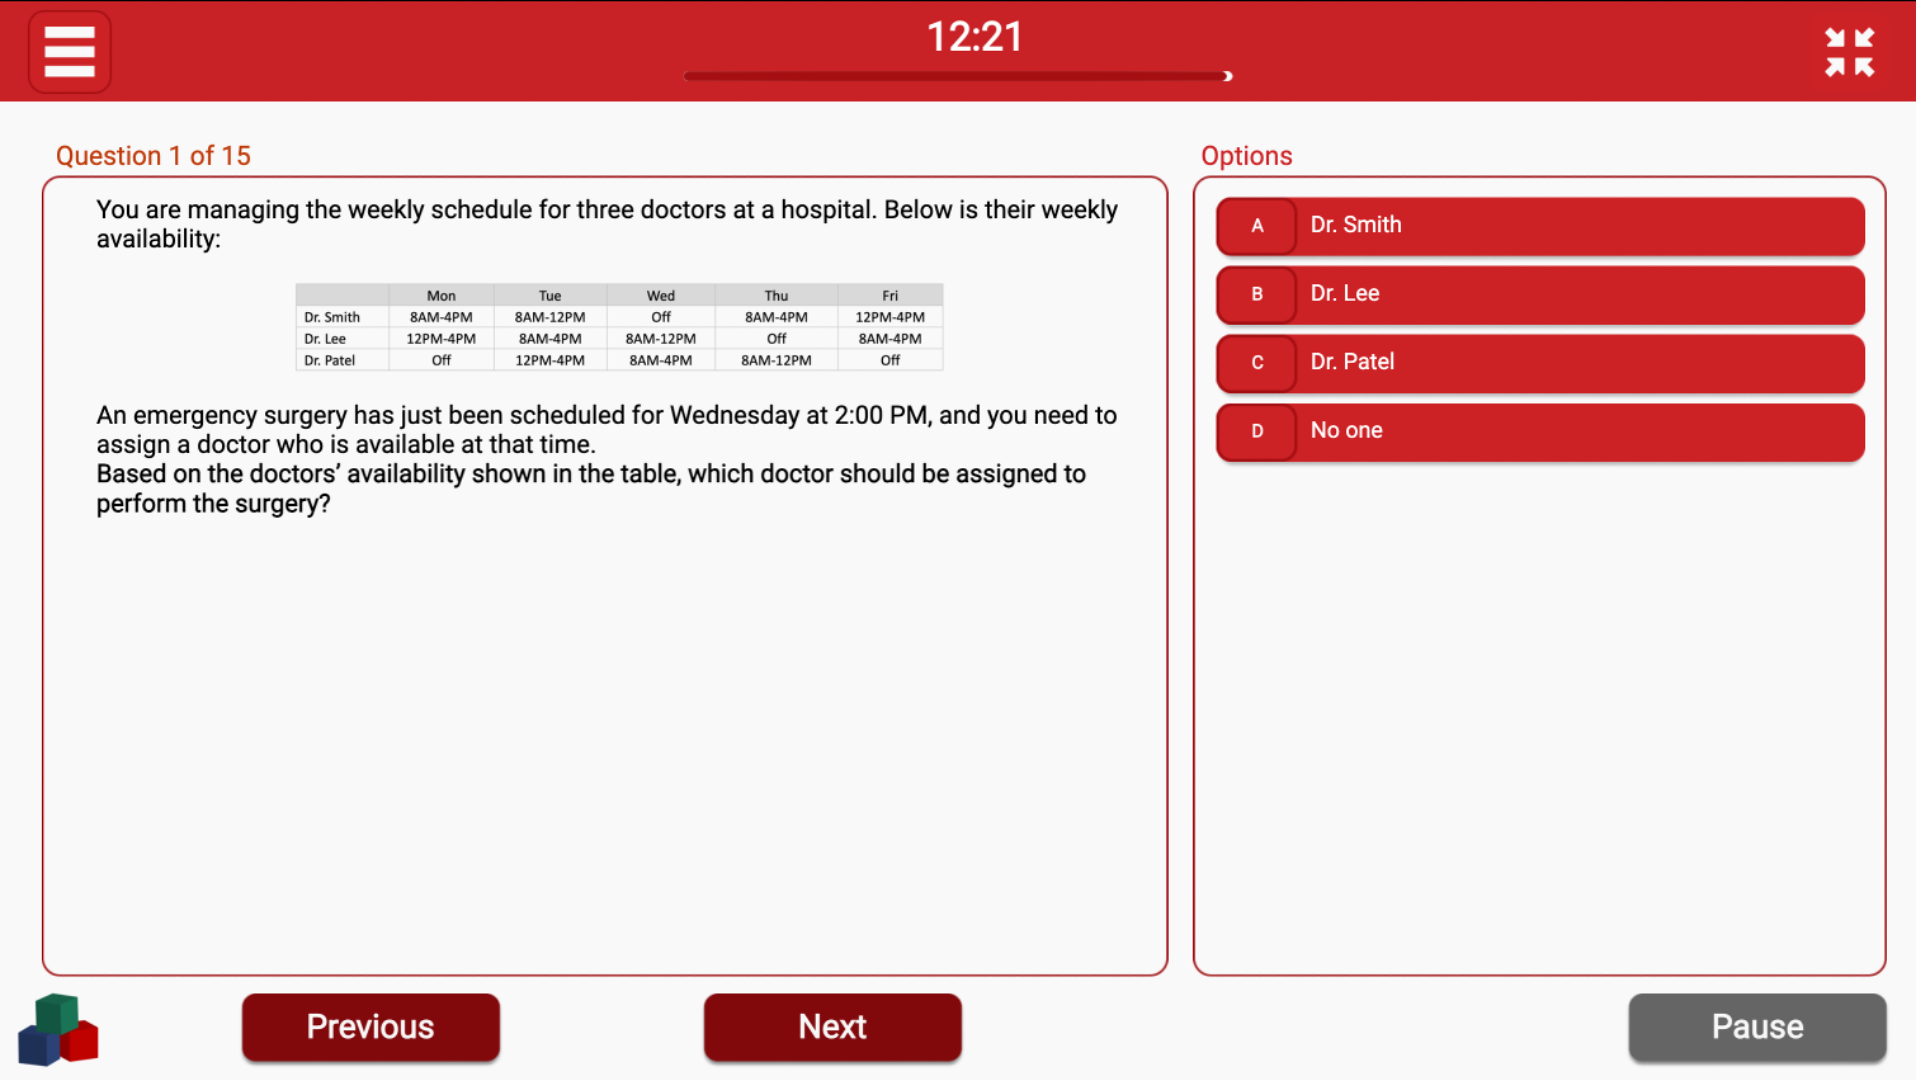 12:21
Question 1 of 15
You are managing the weekly schedule for three doctors at a hospital. Below is their weekly
availability:
Mon Tue Wed Thu Fri
Dr. Smith 8AM-4PM 8AM-12PM Off 8AM-4PM 12PM-4PM
Dr. Lee 12PM-4PM 8AM-4PM 8AM-12PM Off 8AM-4PM
Dr. Patel Off 12PM-4PM 8AM-4PM 8AM-12PM Off
An emergency surgery has just been scheduled for Wednesday at 2:00 PM, and you need to
assign a doctor who is available at that time.
Based on the doctors’ availability shown in the table, which doctor should be assigned to
perform the surgery?
Options
A Dr. Smith
B Dr. Lee
C Dr. Patel
D No one
Previous
Next
Pause